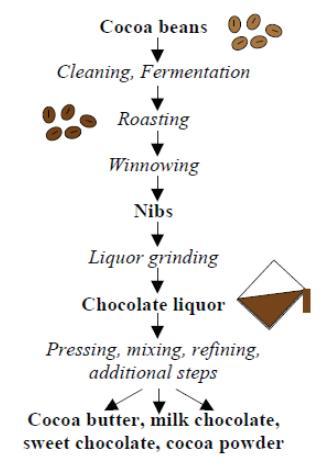 Cocoa beans
Cleaning, Fermentation
Roasting
Winnowing
Nibs
Liquor grinding
Chocolate liquor
Pressing, mixing, refining,
additional steps
Cocoa butter, milk chocolate,
sweet chocolate, cocoa powder